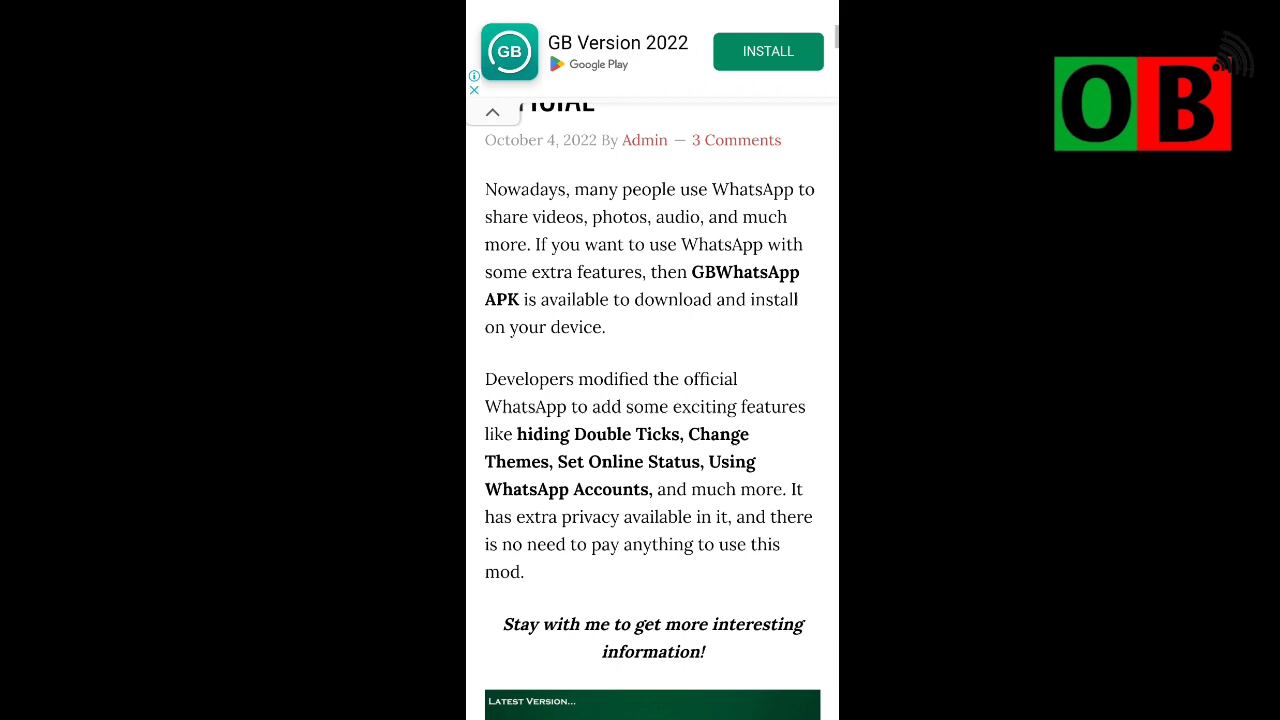 GB
GB Version 2022
Google Play
INSTALL
OB
October 4, 2022 By Admin — 3 Comments
Nowadays, many people use WhatsApp to
share videos, photos, audio, and much
more. If you want to use WhatsApp with
some extra features, then GBWhatsApp
APK is available to download and install
on your device.
Developers modified the official
WhatsApp to add some exciting features
like hiding Double Ticks, Change
Themes, Set Online Status, Using
WhatsApp Accounts, and much more. It
has extra privacy available in it, and there
is no need to pay anything to use this
mod.
Stay with me to get more interesting
information!
LATEST VERSION...